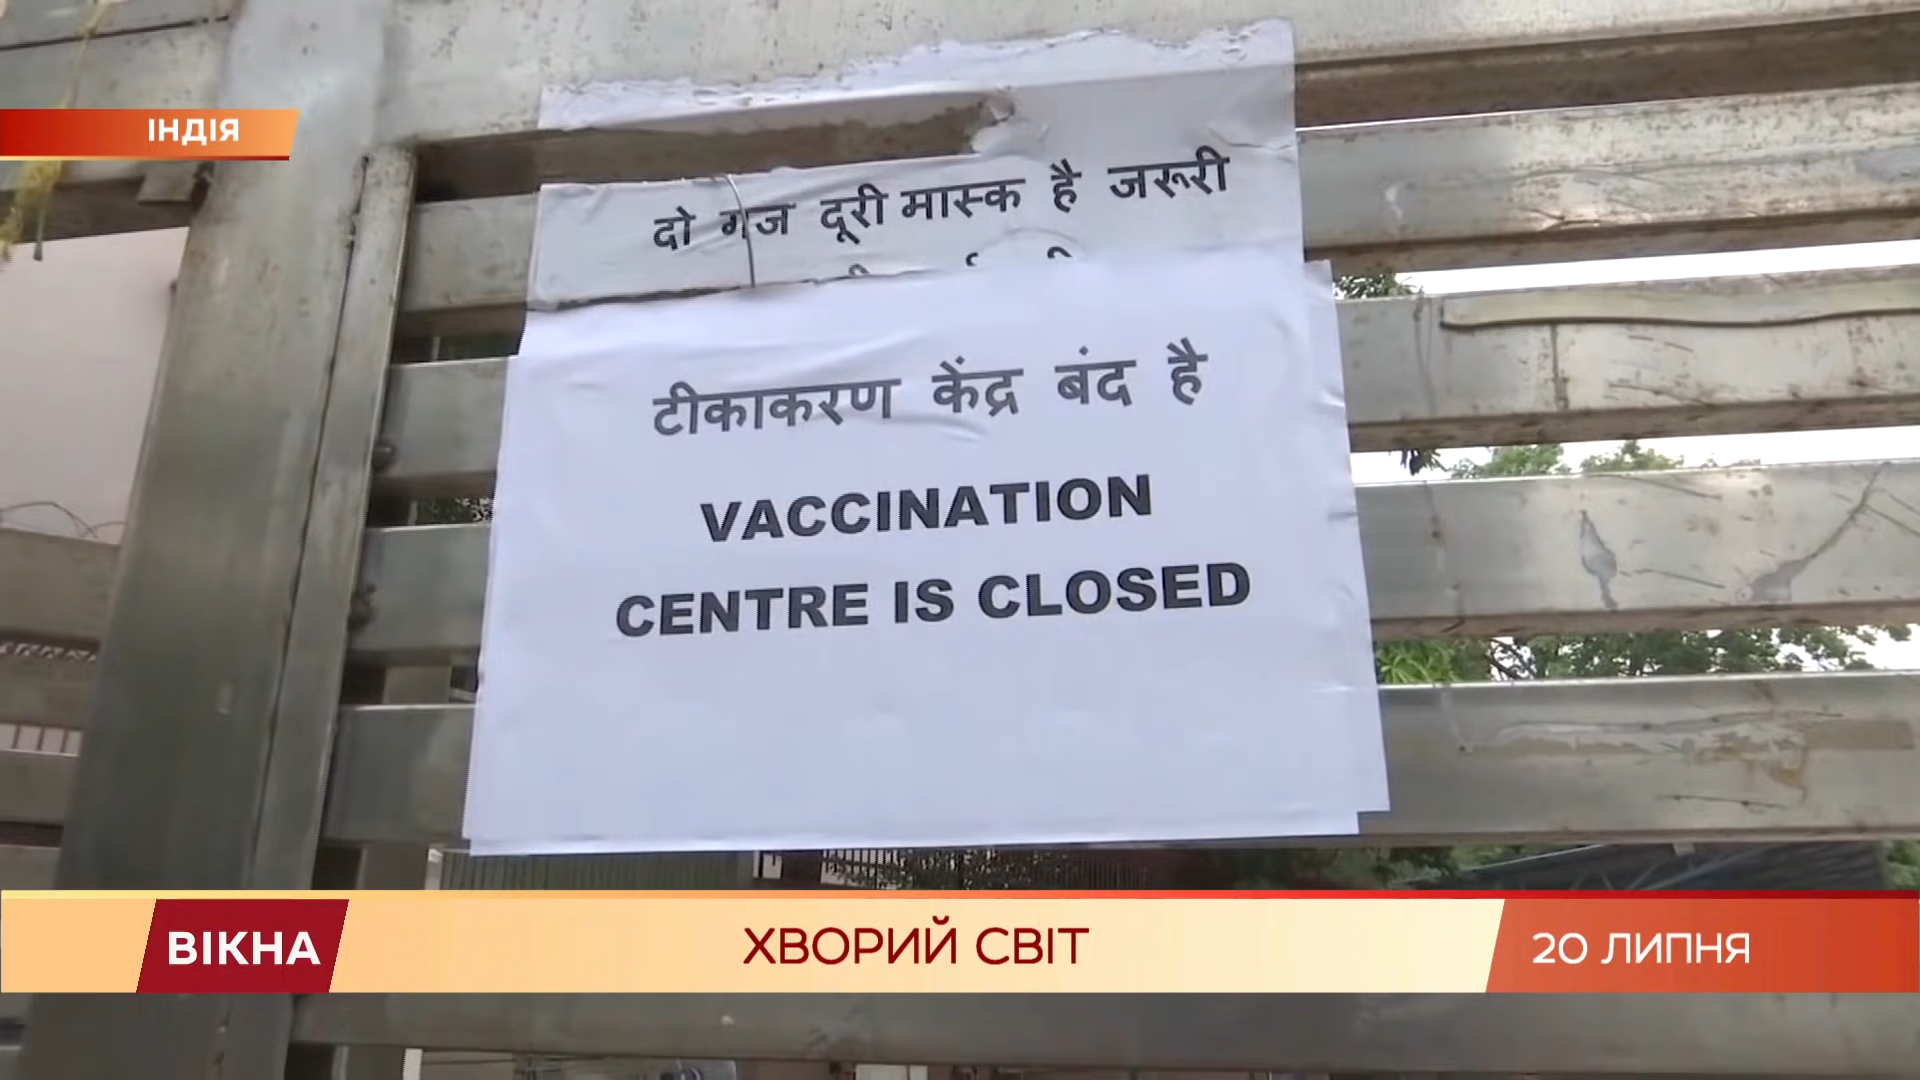 ІНДІЯ
दो गज दूरी मास्क है जरूरी
टीकाकरण केंद्र बंद है
VACCINATION
CENTRE IS CLOSED
ВІКНА
ХВОРИЙ СВІТ
20 ЛИПНЯ